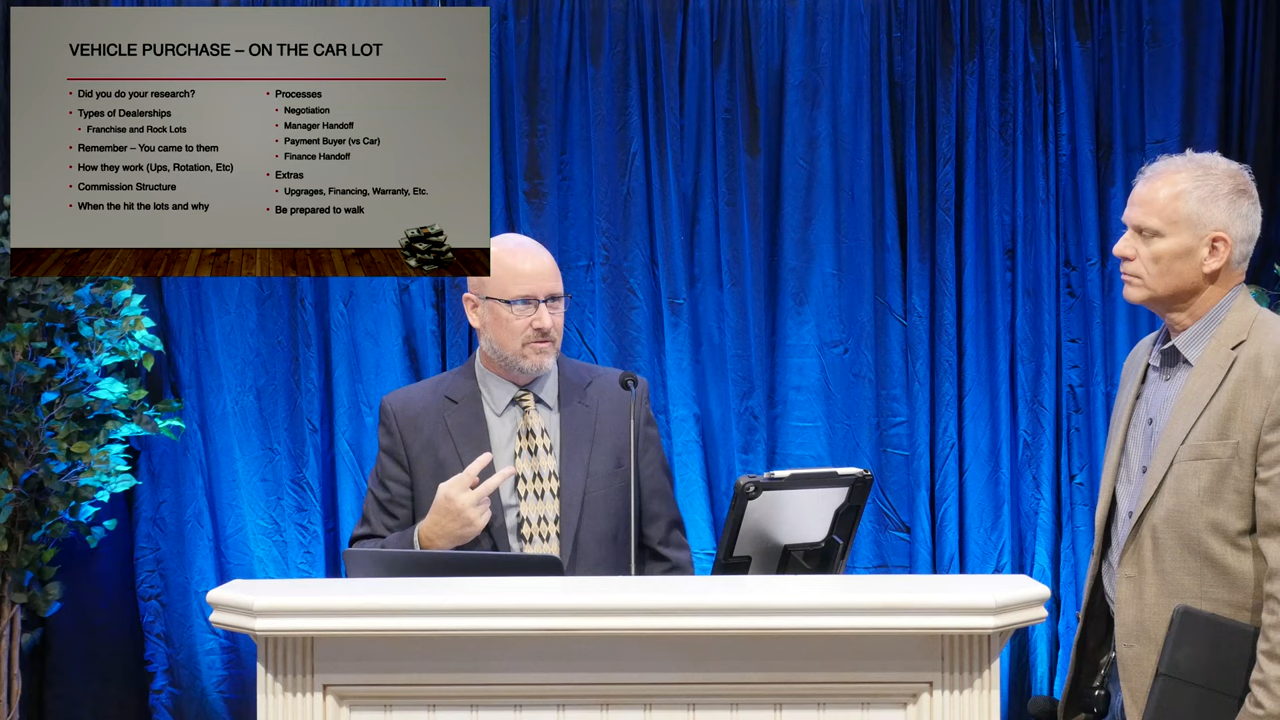 VEHICLE PURCHASE – ON THE CAR LOT
• Did you do your research?
• Types of Dealerships
• Franchise and Rock Lots
• Remember – You came to them
• How they work (Ups, Rotation, Etc)
• Commission Structure
• When the hit the lots and why
• Processes
• Negotiation
• Manager Handoff
• Payment Buyer (vs Car)
• Finance Handoff
• Extras
• Upgrages, Financing, Warranty, Etc.
• Be prepared to walk